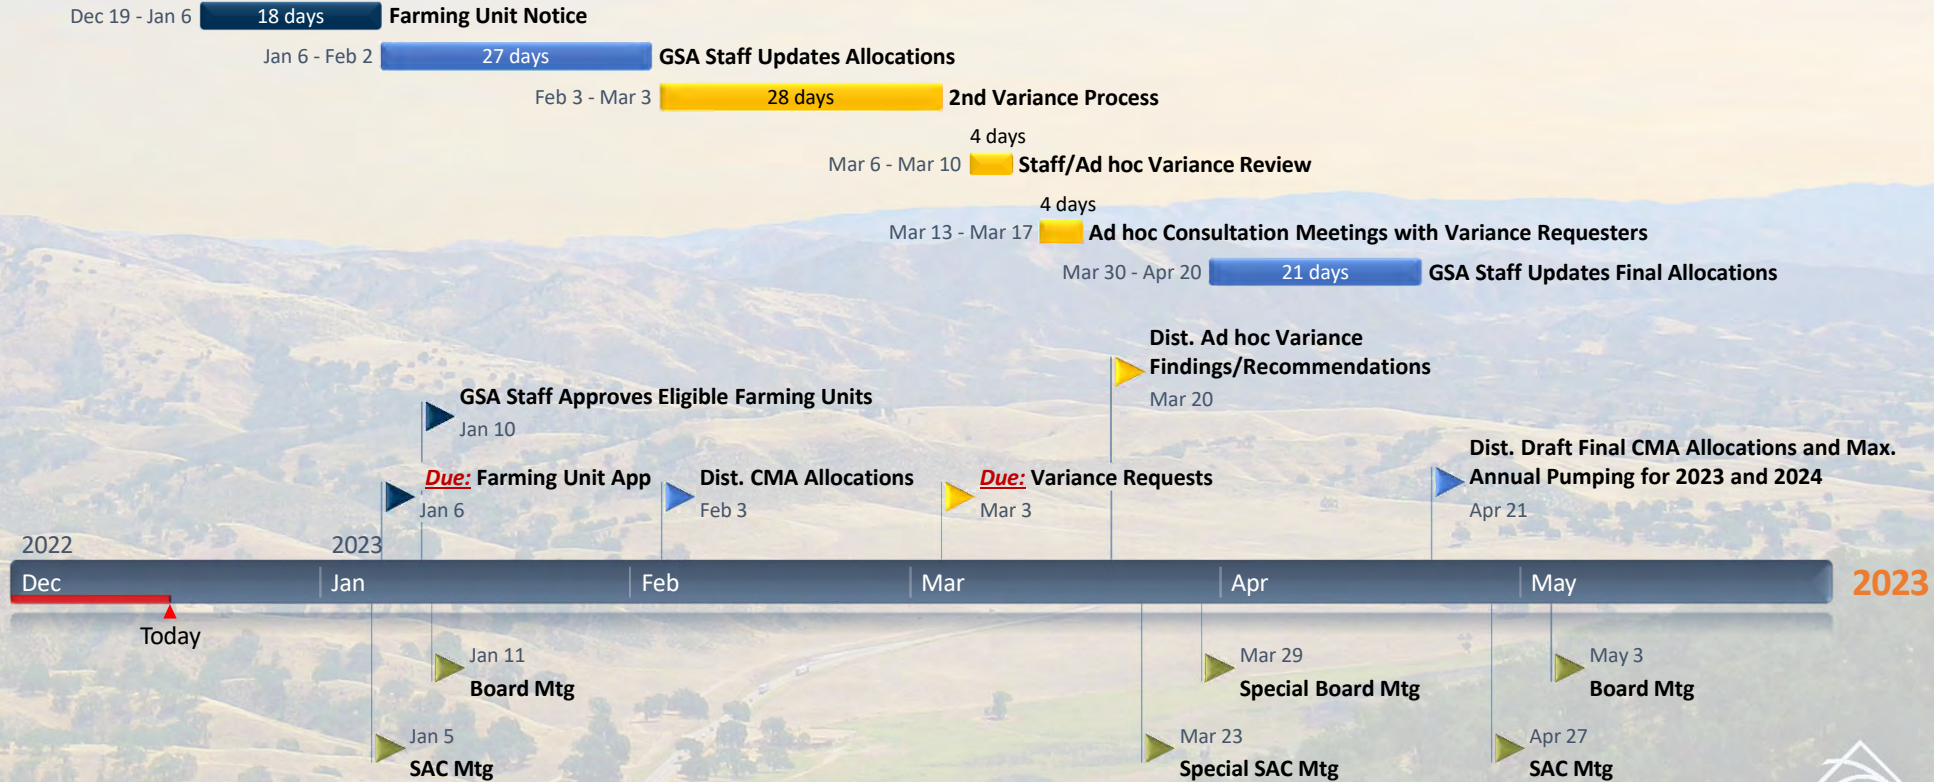 Dec 19 - Jan 6 18 days Farming Unit Notice
Jan 6 - Feb 2 27 days GSA Staff Updates Allocations
Feb 3 - Mar 3 28 days 2nd Variance Process
4 days
Mar 6 - Mar 10 Staff/Ad hoc Variance Review
4 days
Mar 13 - Mar 17 Ad hoc Consultation Meetings with Variance Requesters
Mar 30 - Apr 20 21 days GSA Staff Updates Final Allocations
Dist. Ad hoc Variance
Findings/Recommendations
Mar 20
GSA Staff Approves Eligible Farming Units
Jan 10
Dist. Draft Final CMA Allocations and Max.
Annual Pumping for 2023 and 2024
Apr 21
Due: Farming Unit App
Jan 6
Dist. CMA Allocations
Feb 3
Due: Variance Requests
Mar 3
2022 2023
Dec Jan Feb Mar Apr May 2023
Today
Jan 11
Board Mtg
Mar 29
Special Board Mtg
May 3
Board Mtg
Jan 5
SAC Mtg
Mar 23
Special SAC Mtg
Apr 27
SAC Mtg